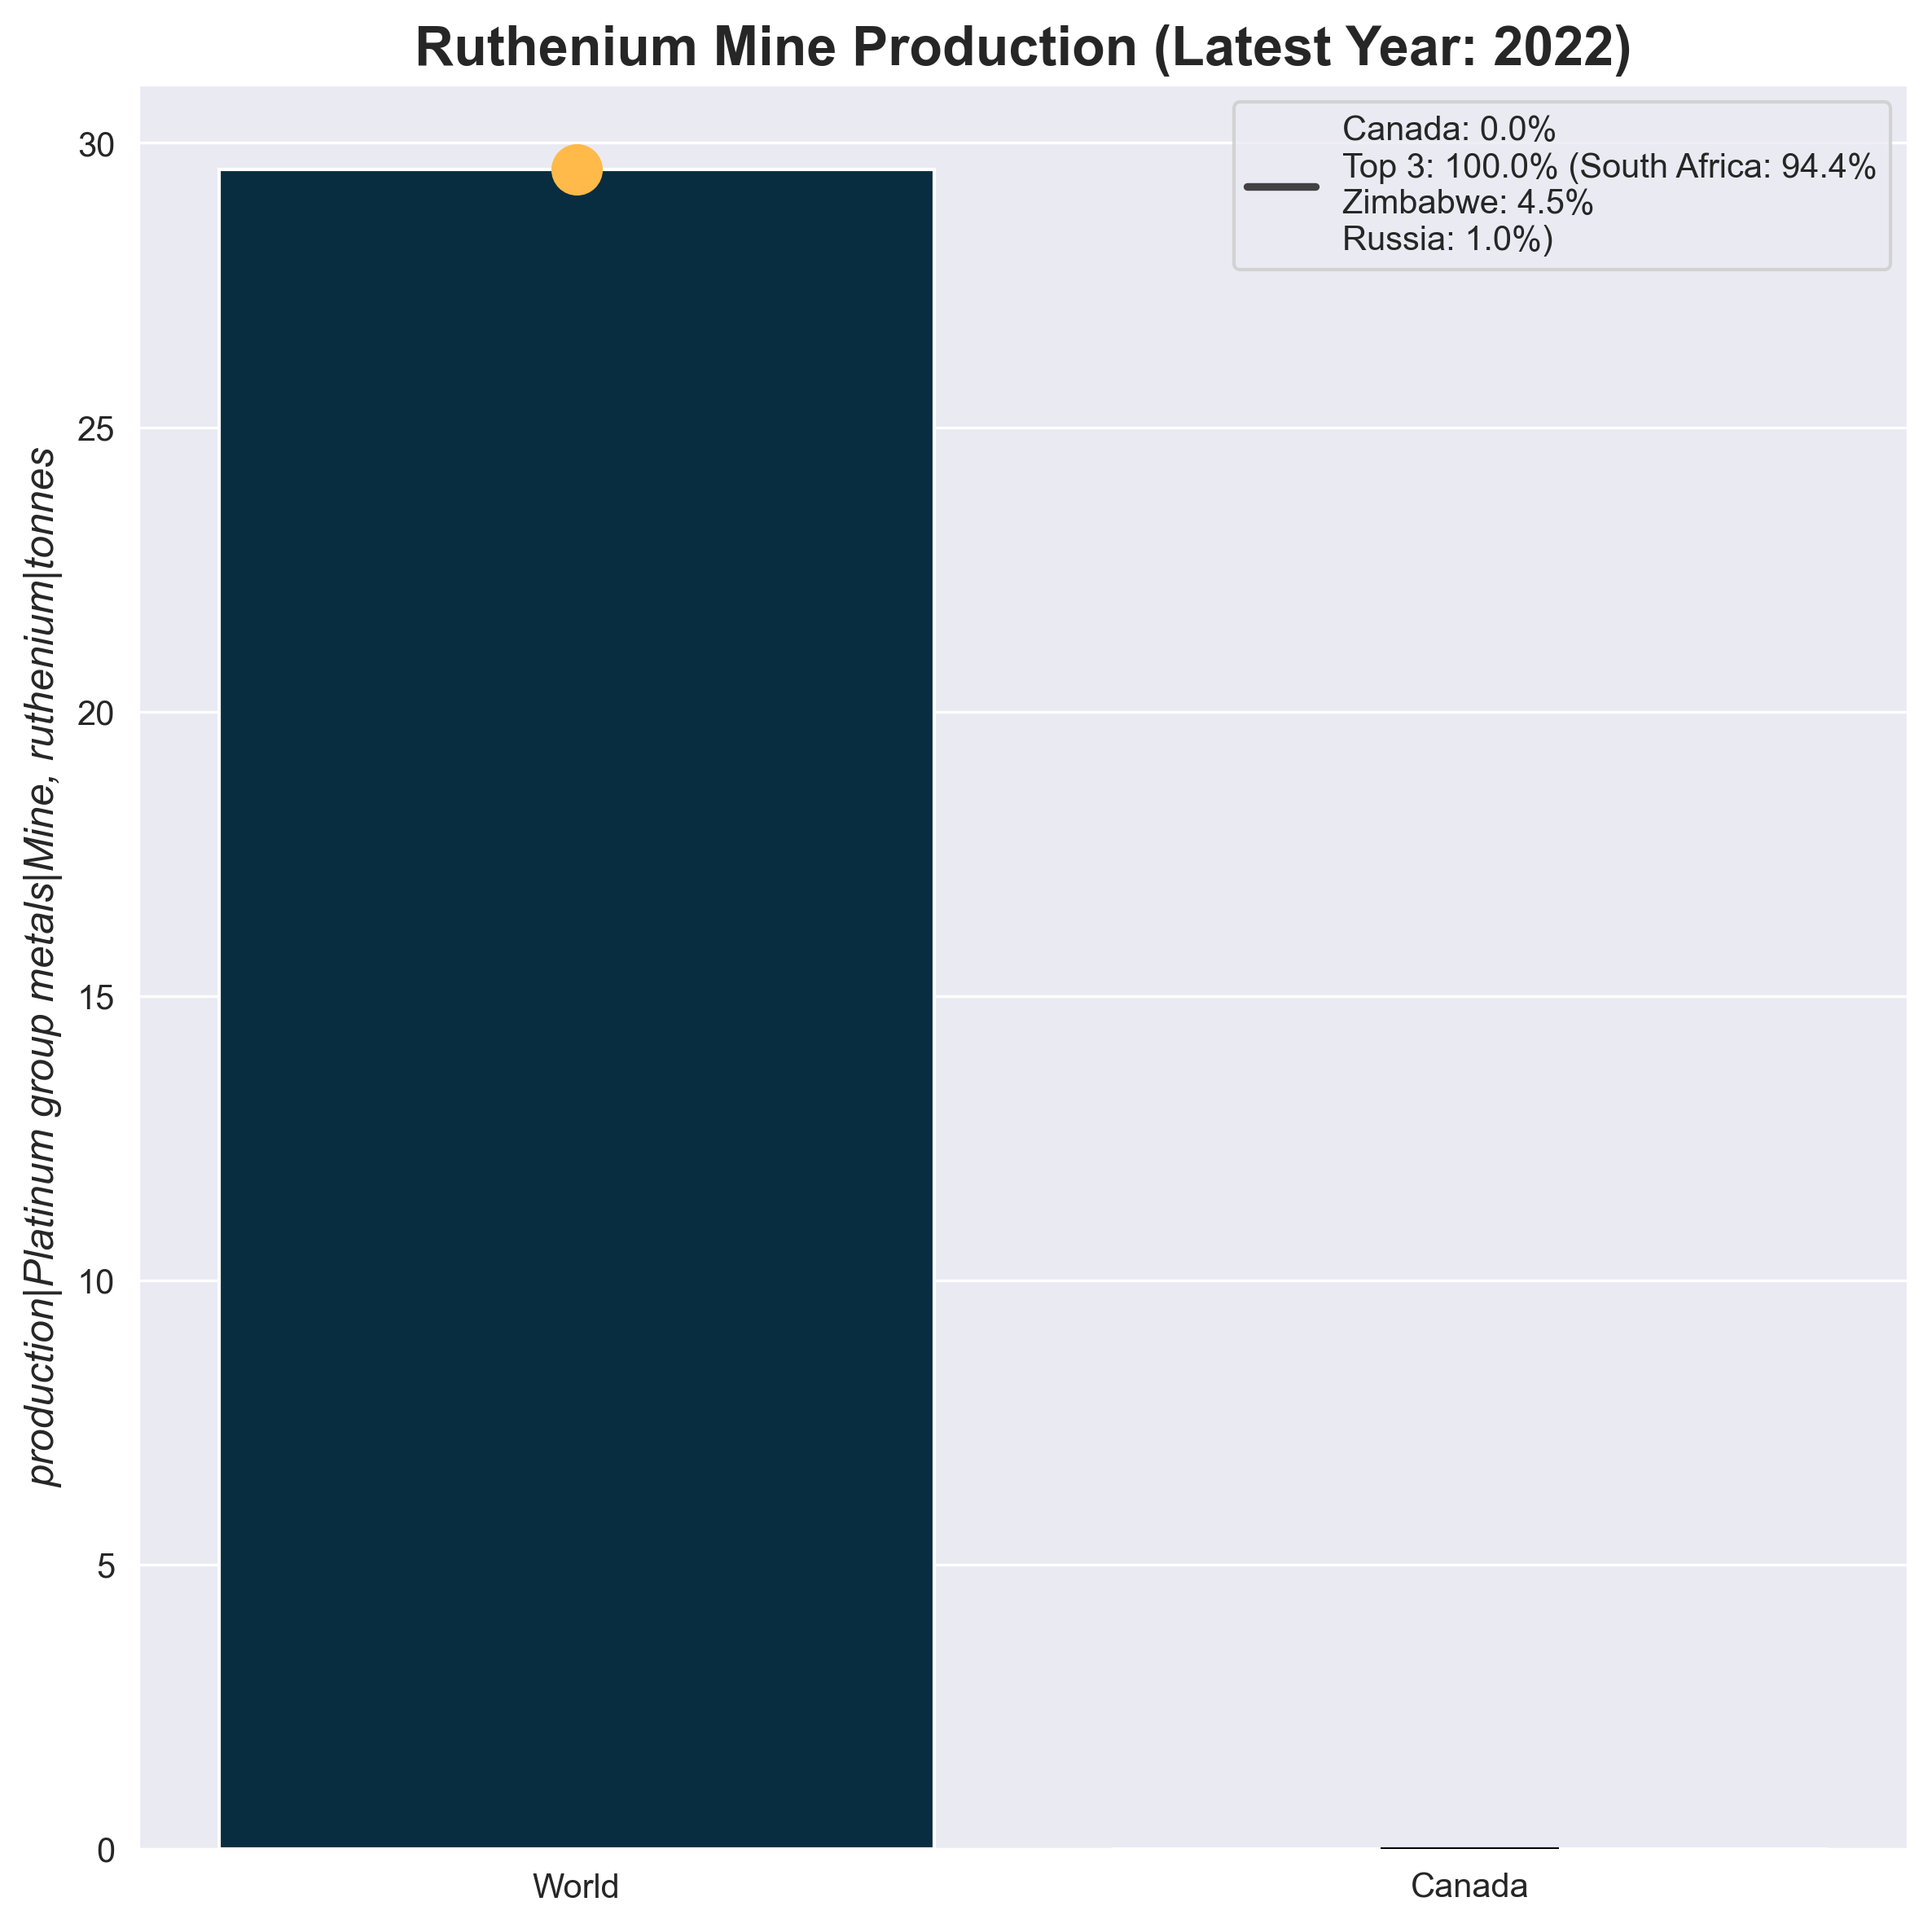 Ruthenium Mine Production (Latest Year: 2022)
Canada: 0.0%
Top 3: 100.0% (South Africa: 94.4%
Zimbabwe: 4.5%
Russia: 1.0%)
production|Platinum group metals|Mine, ruthenium|tonnes
30
25
20
15
10
5
0
World
Canada